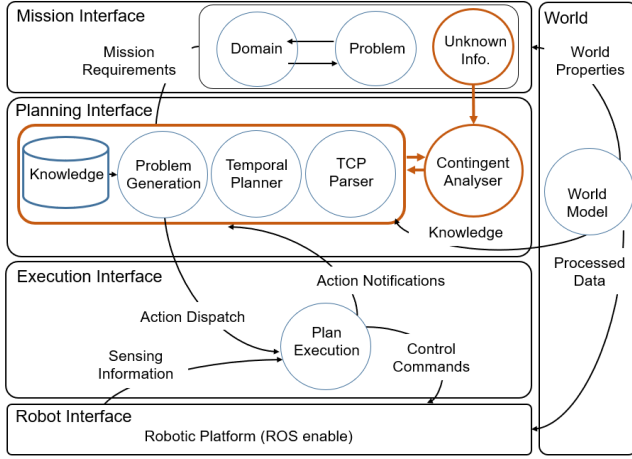 Mission Interface
World
Domain
Problem
Unknown
Info.
Mission
Requirements
World
Properties
Planning Interface
Knowledge
Problem
Generation
Temporal
Planner
TCP
Parser
Contingent
Analyser
World
Model
Knowledge
Processed
Data
Execution Interface
Action Notifications
Action Dispatch
Plan
Execution
Sensing
Information
Control
Commands
Robot Interface
Robotic Platform (ROS enable)